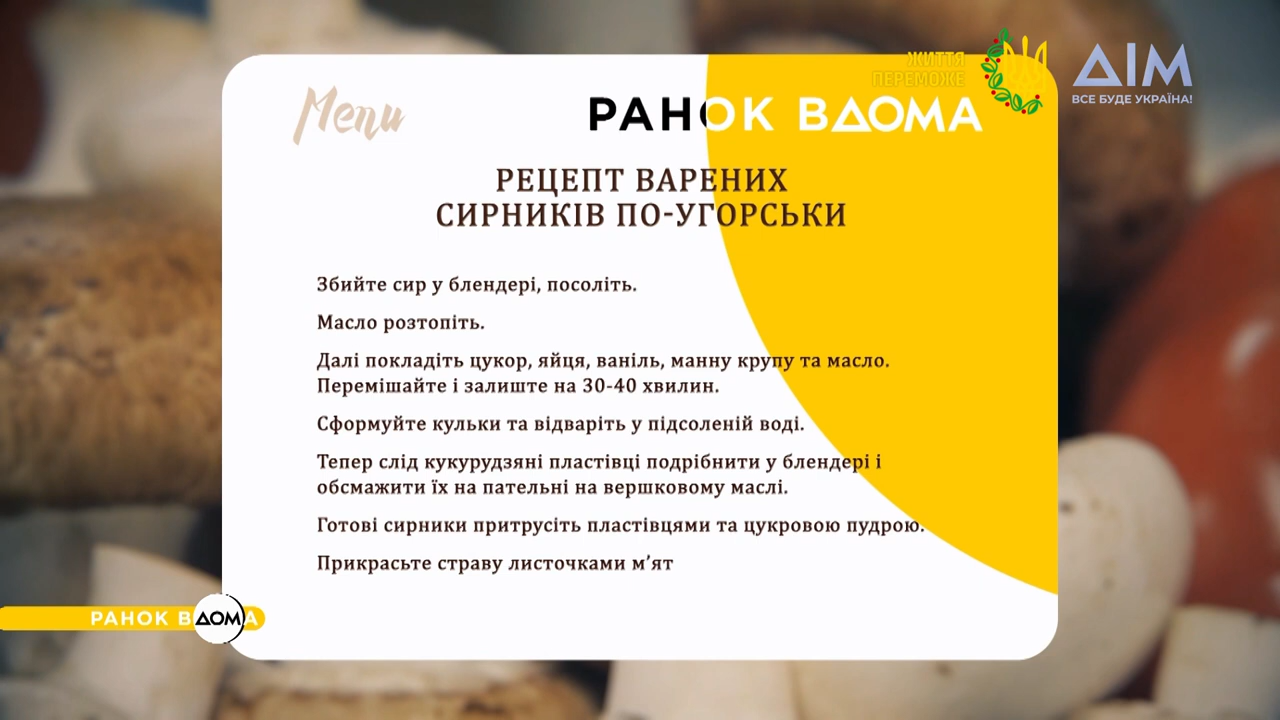 ЖИТТЯ
ПЕРЕМОЖЕ
ДІМ
ВСЕ БУДЕ УКРАЇНА!
Menu
РАНОК ВДОМА
РЕЦЕПТ ВАРЕНИХ
СИРНИКІВ ПО-УГОРСЬКИ
Збийте сир у блендері, посоліть.
Масло розтопіть.
Далі покладіть цукор, яйця, ваніль, манну крупу та масло.
Перемішайте і залиште на 30-40 хвилин.
Сформуйте кульки та відваріть у підсоленій воді.
Тепер слід кукурудзяні пластівці подрібнити у блендері і
обсмажити їх на пательні на вершковому маслі.
Готові сирники притрусіть пластівцями та цукровою пудрою.
Прикрасьте страву листочками м’ят
РАНОК ВДОМА